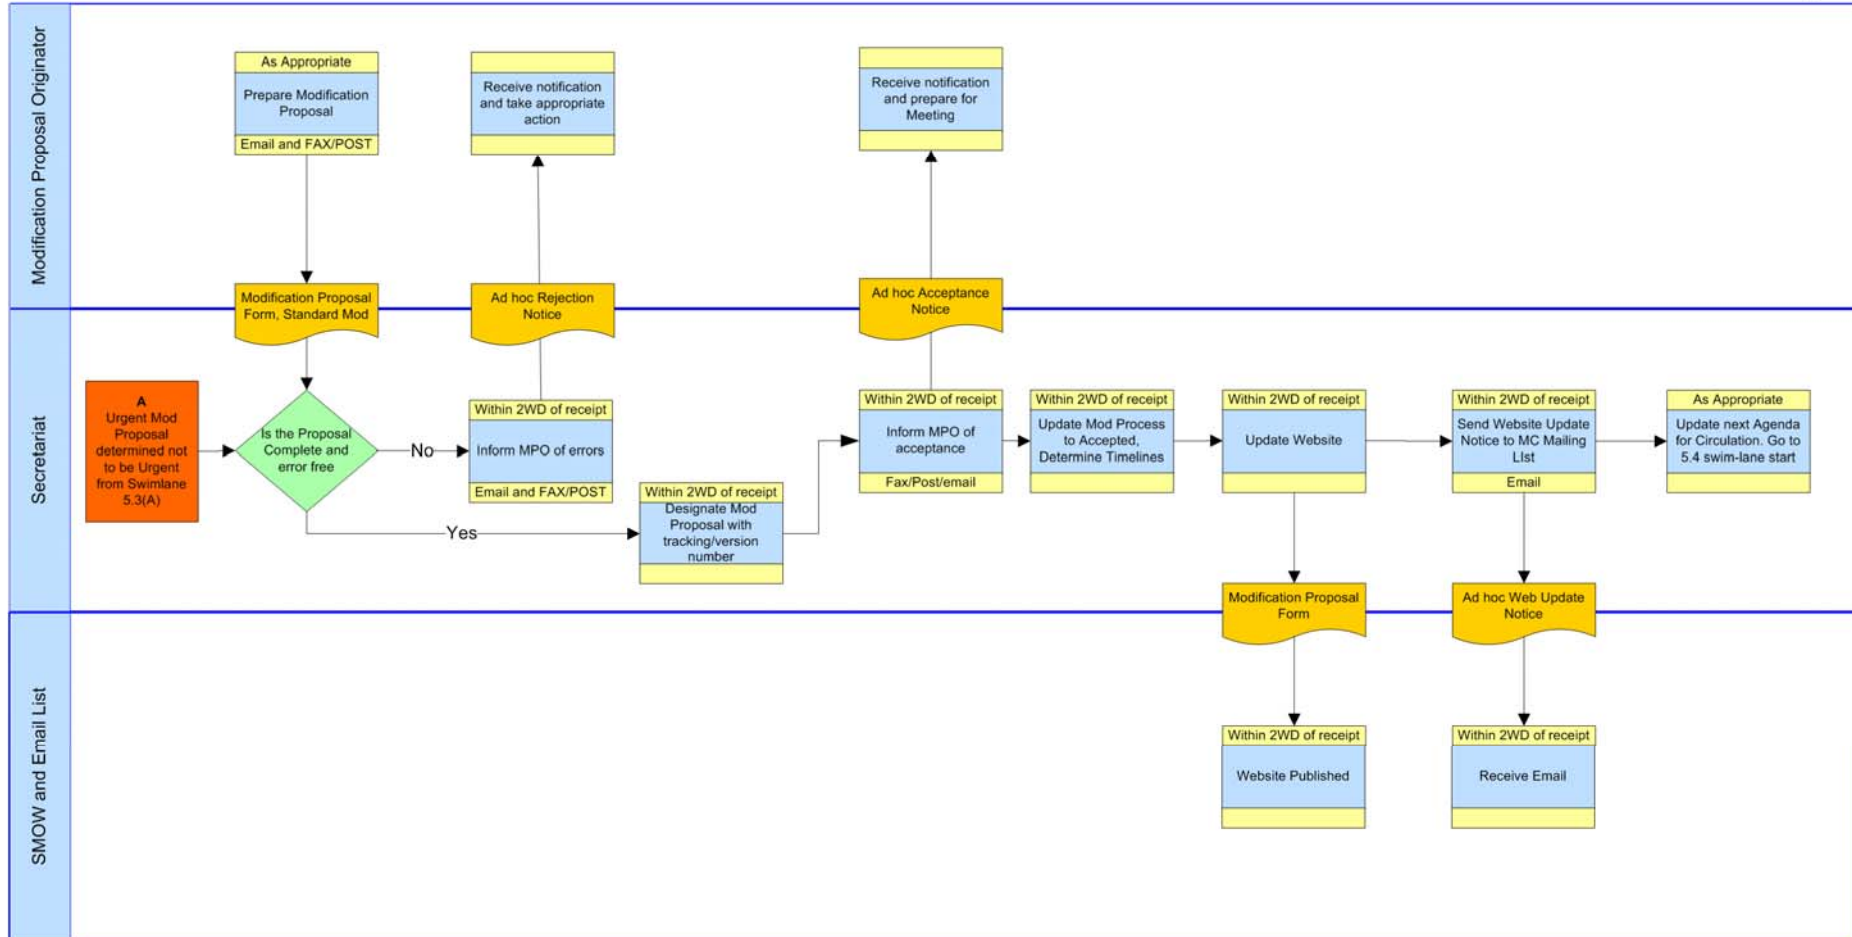 Modification Proposal Originator
As Appropriate
Prepare Modification
Proposal
Email and FAX/POST
Receive notification
and take appropriate
action
Receive notification
and prepare for
Meeting
Modification Proposal
Form, Standard Mod
Ad hoc Rejection
Notice
Ad hoc Acceptance
Notice
Secretariat
A
Urgent Mod
Proposal
determined not
to be Urgent
from Swimlane
5.3(A)
Is the Proposal
Complete and
error free
No
Within 2WD of receipt
Inform MPO of errors
Email and FAX/POST
Yes
Within 2WD of receipt
Designate Mod
Proposal with
tracking/version
number
Within 2WD of receipt
Inform MPO of
acceptance
Fax/Post/email
Within 2WD of receipt
Update Mod Process
to Accepted,
Determine Timelines
Within 2WD of receipt
Update Website
Within 2WD of receipt
Send Website Update
Notice to MC Mailing
LIst
Email
As Appropriate
Update next Agenda
for Circulation. Go to
5.4 swim-lane start
Modification Proposal
Form
Ad hoc Web Update
Notice
SMOW and Email List
Within 2WD of receipt
Website Published
Within 2WD of receipt
Receive Email